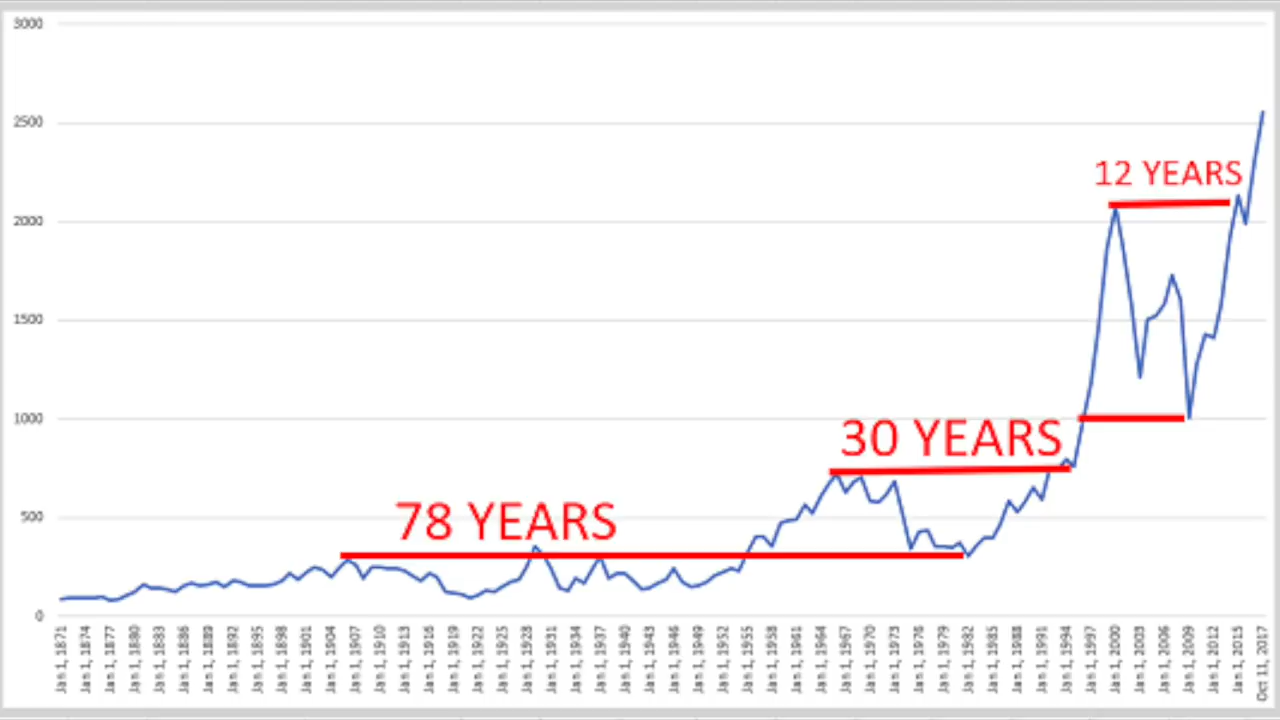 3000
2500
2000
1500
1000
500
0
12 YEARS
30 YEARS
78 YEARS
Jan 1, 1871
Jan 1, 1874
Jan 1, 1877
Jan 1, 1880
Jan 1, 1883
Jan 1, 1886
Jan 1, 1889
Jan 1, 1892
Jan 1, 1895
Jan 1, 1898
Jan 1, 1901
Jan 1, 1904
Jan 1, 1907
Jan 1, 1910
Jan 1, 1913
Jan 1, 1916
Jan 1, 1919
Jan 1, 1922
Jan 1, 1925
Jan 1, 1928
Jan 1, 1931
Jan 1, 1934
Jan 1, 1937
Jan 1, 1940
Jan 1, 1943
Jan 1, 1946
Jan 1, 1949
Jan 1, 1952
Jan 1, 1955
Jan 1, 1958
Jan 1, 1961
Jan 1, 1964
Jan 1, 1967
Jan 1, 1970
Jan 1, 1973
Jan 1, 1976
Jan 1, 1979
Jan 1, 1982
Jan 1, 1985
Jan 1, 1988
Jan 1, 1991
Jan 1, 1994
Jan 1, 1997
Jan 1, 2000
Jan 1, 2003
Jan 1, 2006
Jan 1, 2009
Jan 1, 2012
Jan 1, 2015
Oct 11, 2017